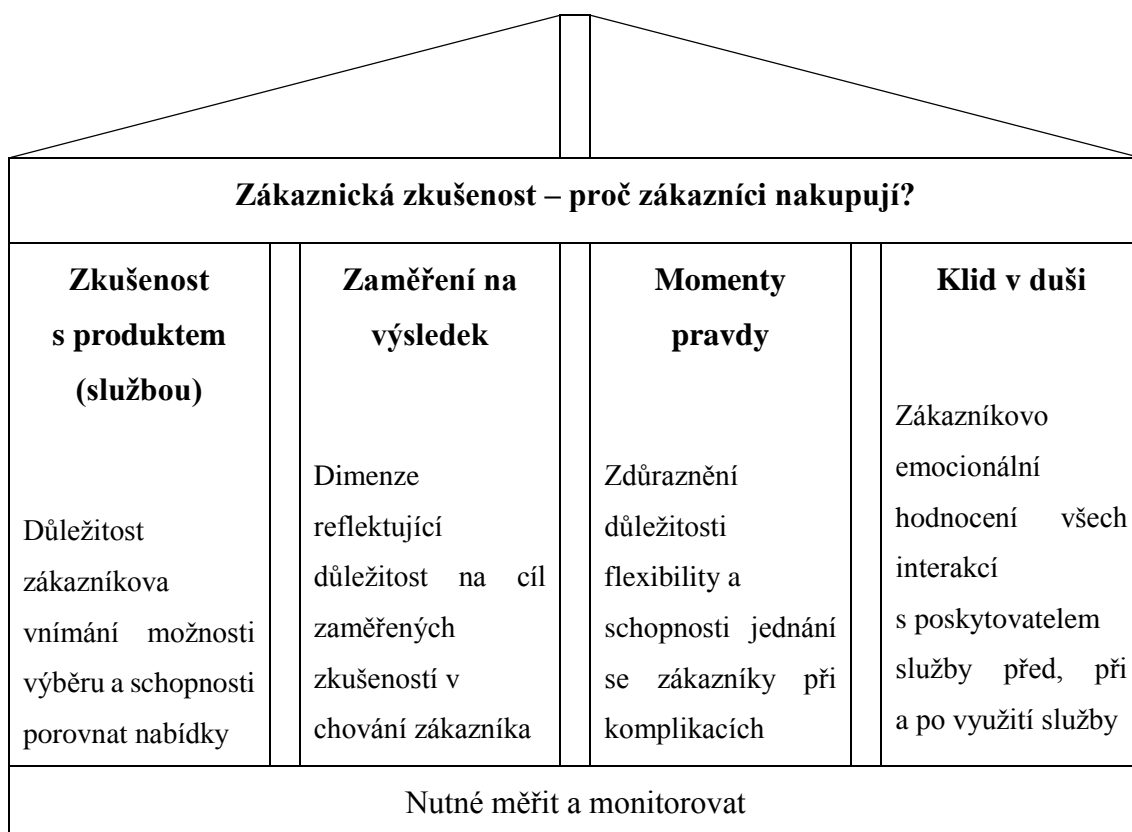 Zákaznická zkušenost – proč zákazníci nakupují?
Zkušenost
s produktem
(službou)
Důležitost
zákazníkova
vnímání možnosti
výběru a schopnosti
porovnat nabídky
Zaměření na
výsledek
Dimenze
reflektující
důležitost na cíl
zaměřených
zkušeností v
chování zákazníka
Momenty
pravdy
Zdůraznění
důležitosti
flexibility a
schopnosti jednání
se zákazníky při
komplikacích
Klid v duši
Zákazníkovo
emocionální
hodnocení všech
interakcí
s poskytovatelem
služby před, při
a po využití služby
Nutné měřit a monitorovat